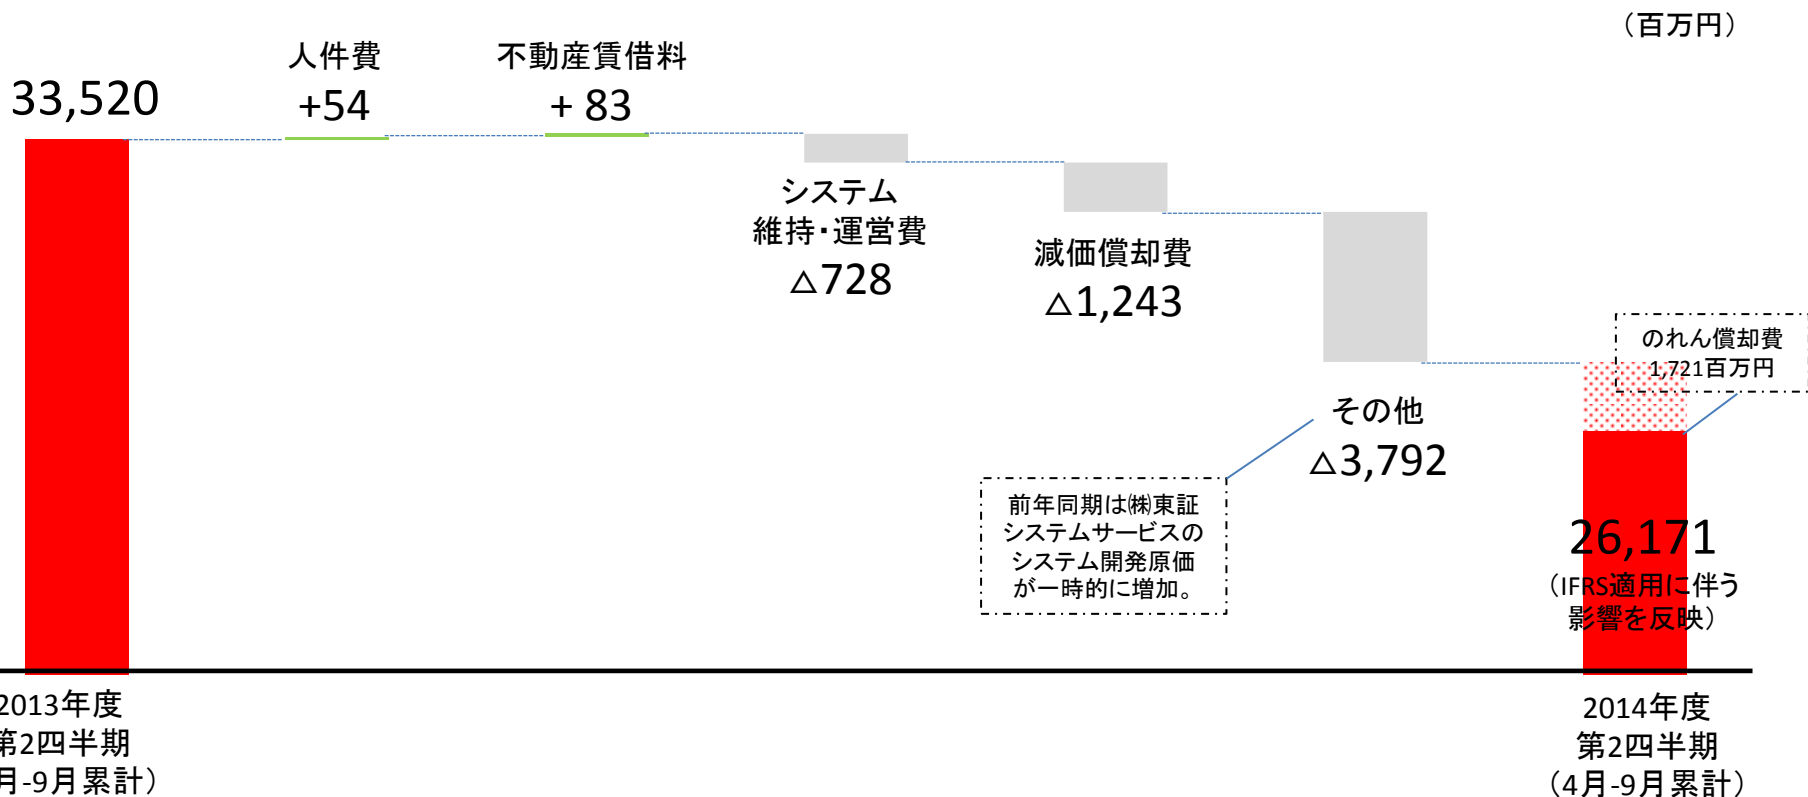 （百万円）
33,520
人件費
+54
不動産賃借料
+ 83
システム
維持・運営費
△728
減価償却費
△1,243
その他
△3,792
前年同期は㈱東証
システムサービスの
システム開発原価
が一時的に増加。
のれん償却費
1,721百万円
26,171
（IFRS適用に伴う
影響を反映）
2013年度
第2四半期
月-9月累計）
2014年度
第2四半期
（4月-9月累計）